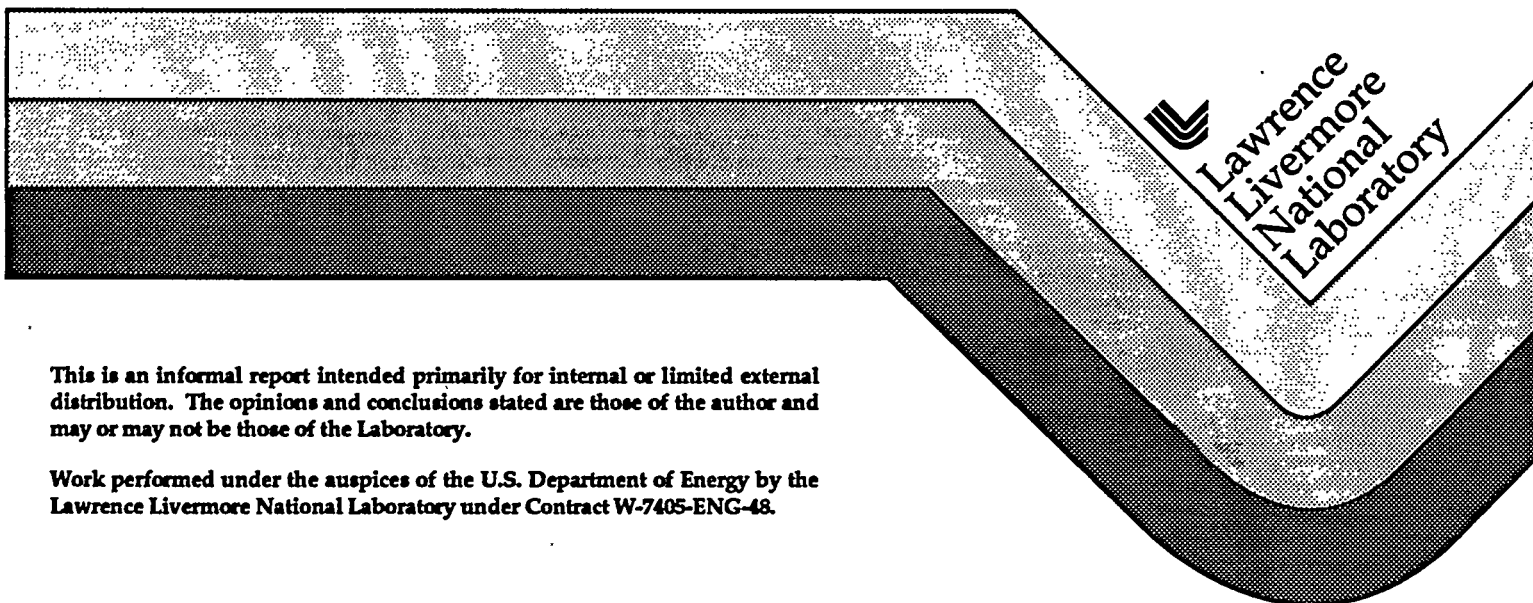 Lawrence
Livermore
National
Laboratory
This is an informal report intended primarily for internal or limited external
distribution. The opinions and conclusions stated are those of the author and
may or may not be those of the Laboratory.
Work performed under the auspices of the U.S. Department of Energy by the
Lawrence Livermore National Laboratory under Contract W-7405-ENG-48.